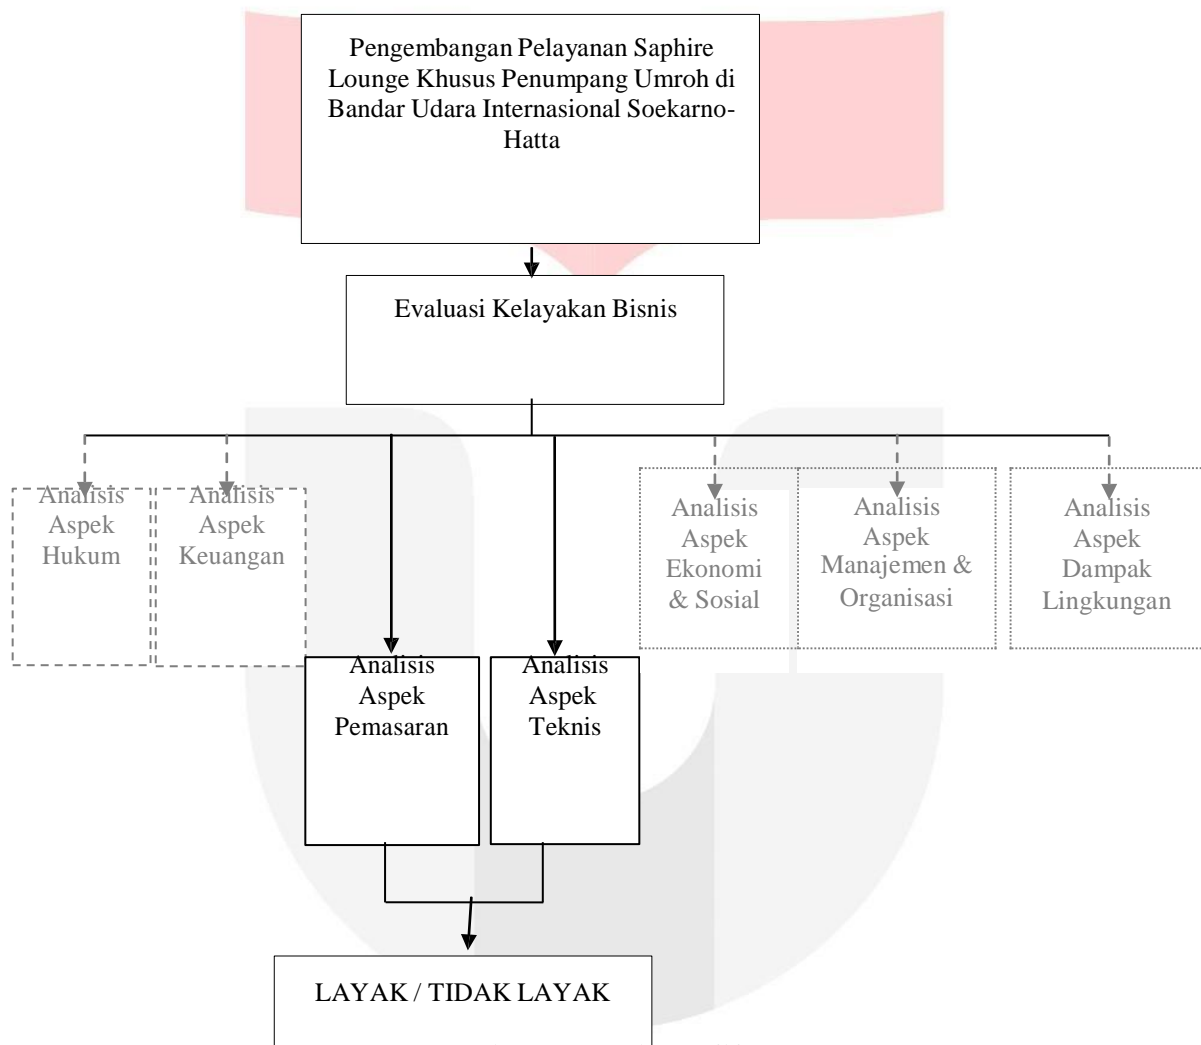 Pengembangan Pelayanan Saphire
Lounge Khusus Penumpang Umroh di
Bandar Udara Internasional Soekarno-
Hatta
Evaluasi Kelayakan Bisnis
Analisis
Aspek
Hukum
Analisis
Aspek
Keuangan
Analisis
Aspek
Pemasaran
Analisis
Aspek
Teknis
Analisis
Aspek
Ekonomi
& Sosial
Analisis
Aspek
Manajemen &
Organisasi
Analisis
Aspek
Dampak
Lingkungan
LAYAK / TIDAK LAYAK